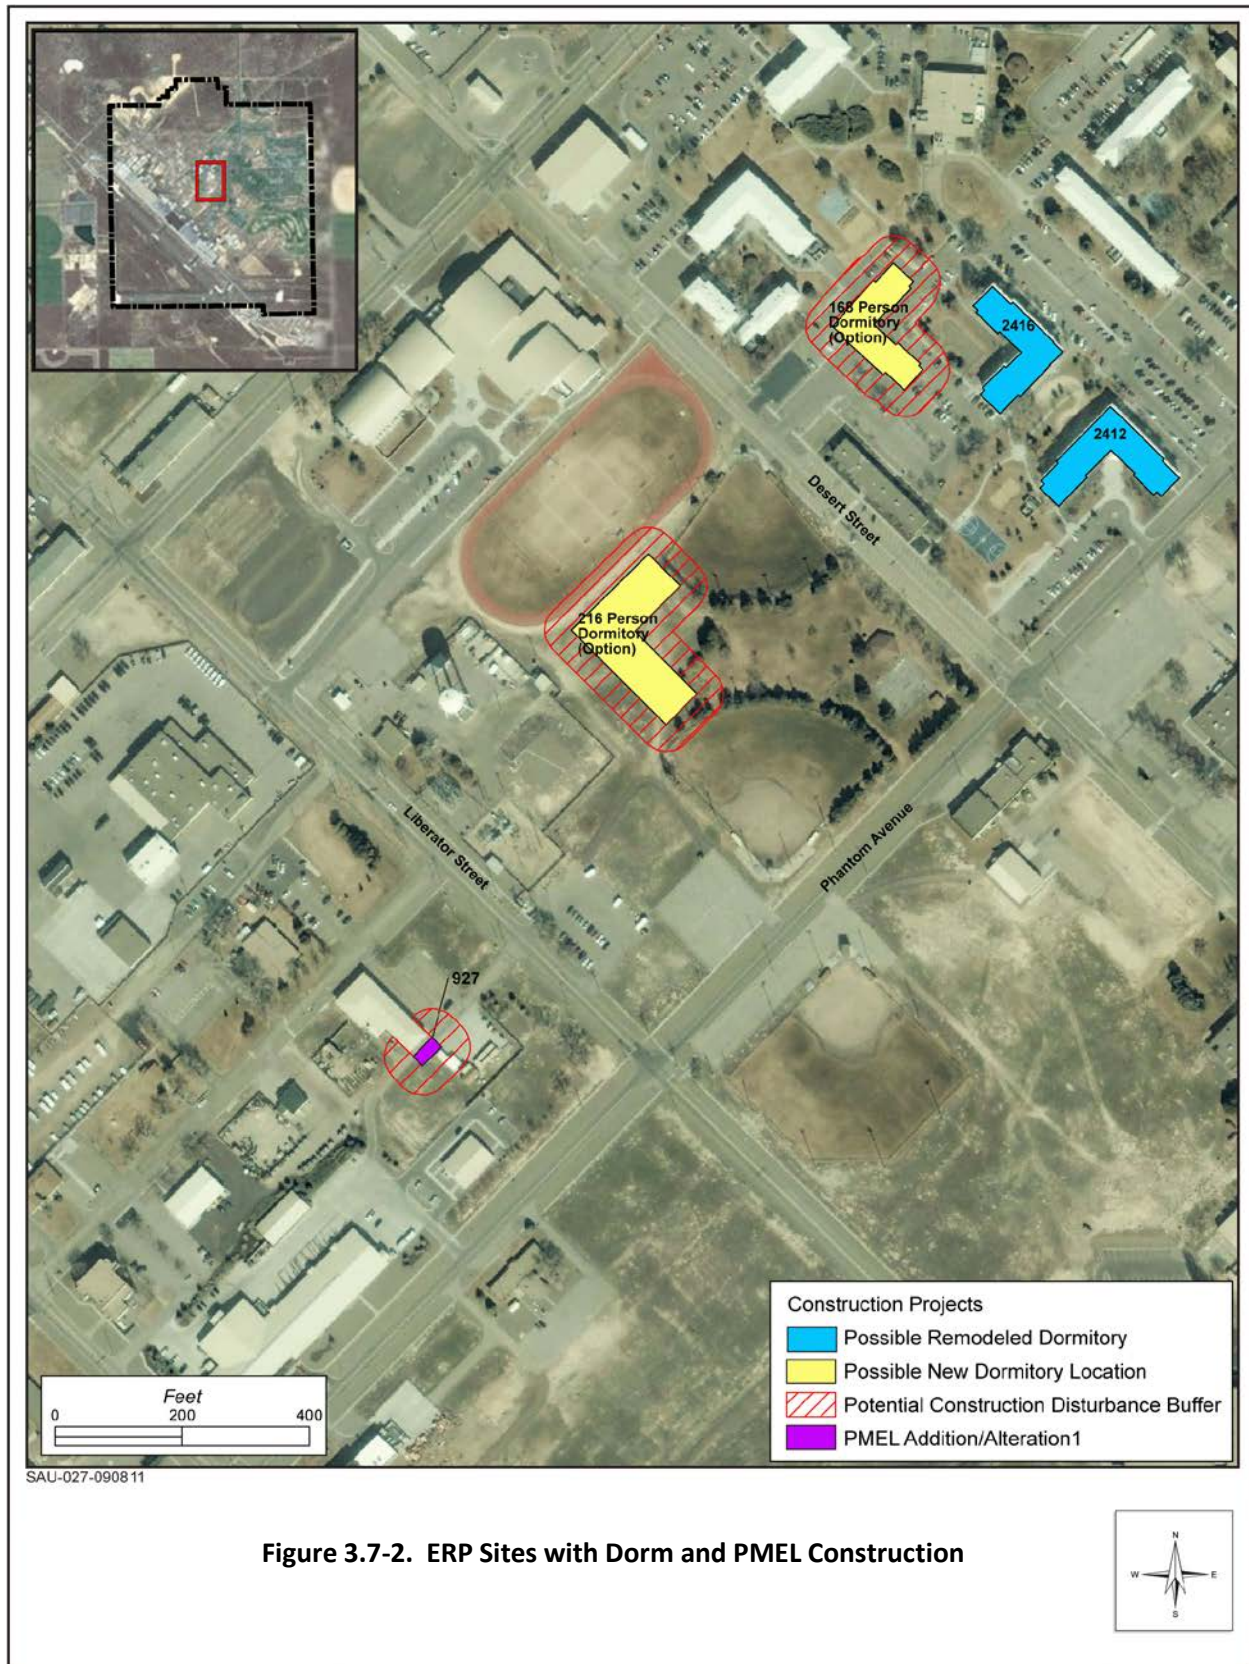 168 Person
Dormitory
(Option)
2416
2412
Desert Street
216 Person
Dormitory
(Option)
Liberator Street
Phantom Avenue
927
Construction Projects
Possible Remodeled Dormitory
Possible New Dormitory Location
Potential Construction Disturbance Buffer
PMEL Addition/Alteration1
Feet
0 200 400
SAU-027-090811
Figure 3.7-2. ERP Sites with Dorm and PMEL Construction
N
W E
S